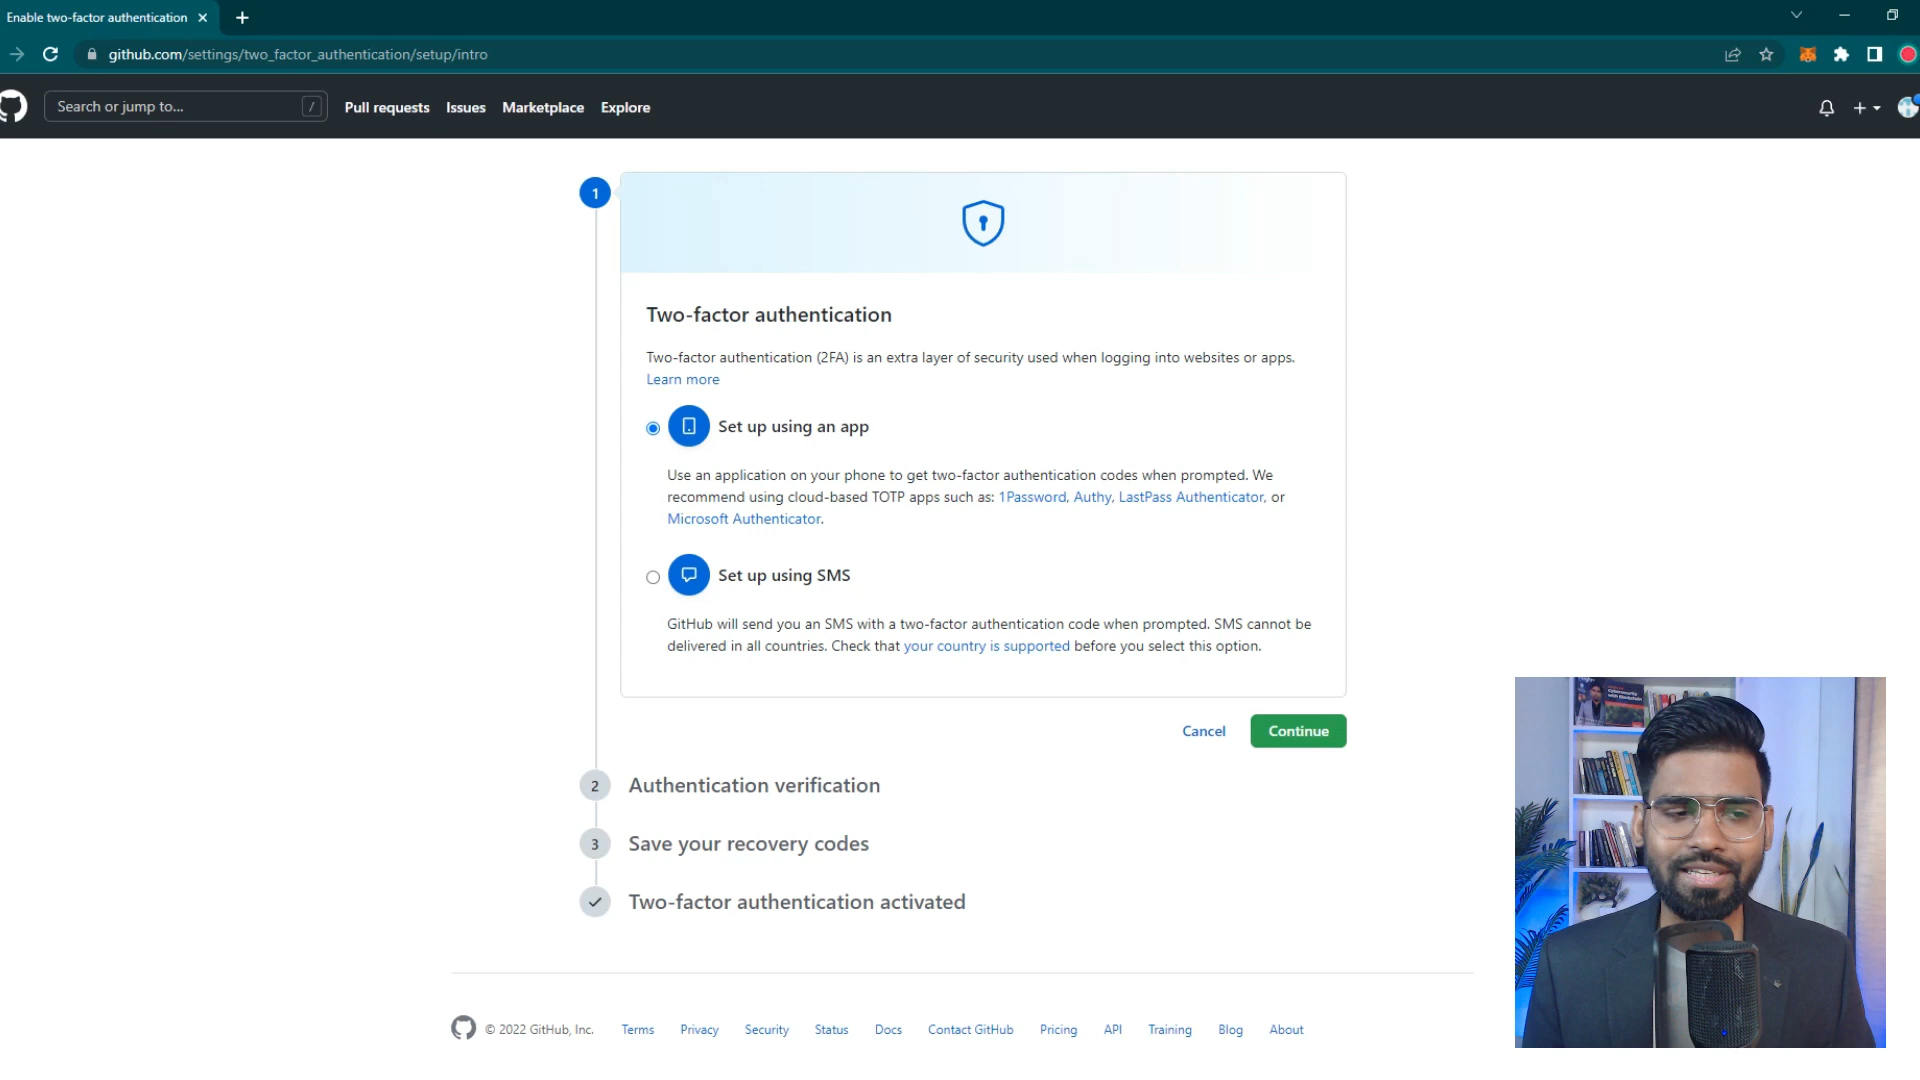 Enable two-factor authentication
github.com/settings/two_factor_authentication/setup/intro
Search or jump to... /
Pull requests Issues Marketplace Explore
1
Two-factor authentication
Two-factor authentication (2FA) is an extra layer of security used when logging into websites or apps.
Learn more
Set up using an app
Use an application on your phone to get two-factor authentication codes when prompted. We
recommend using cloud-based TOTP apps such as: 1Password, Authy, LastPass Authenticator, or
Microsoft Authenticator.
Set up using SMS
GitHub will send you an SMS with a two-factor authentication code when prompted. SMS cannot be
delivered in all countries. Check that your country is supported before you select this option.
Cancel Continue
2 Authentication verification
3 Save your recovery codes
Two-factor authentication activated
© 2022 GitHub, Inc. Terms Privacy Security Status Docs Contact GitHub Pricing API Training Blog About
Cybersecurity
with Blockchain